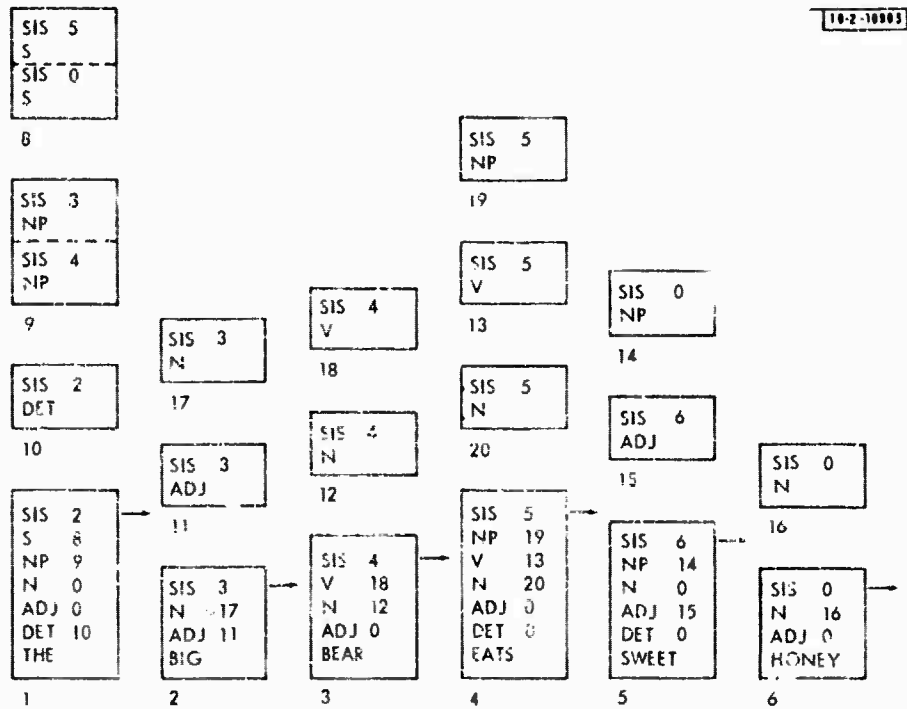 10-2-10903
SIS 5
S
SIS 0
S
8
SIS 3
NP
SIS 4
NP
9
SIS 2
DET
10
SIS 2
S 8
NP 9
N 0
ADJ 0
DET 10
THE
1
SIS 3
N
17
SIS 3
ADJ
11
SIS 3
N 17
ADJ 11
BIG
2
SIS 4
V
18
SIS 4
N
12
SIS 4
V 18
N 12
ADJ 0
BEAR
3
SIS 5
NP
19
SIS 5
V
13
SIS 5
N
20
SIS 5
NP 19
V 13
N 20
ADJ 0
DET 0
EATS
4
SIS 0
NP
14
SIS 6
ADJ
15
SIS 6
NP 14
N 0
ADJ 15
DET 0
SWEET
5
SIS 0
N
16
SIS 0
N 16
ADJ 0
HONEY
6